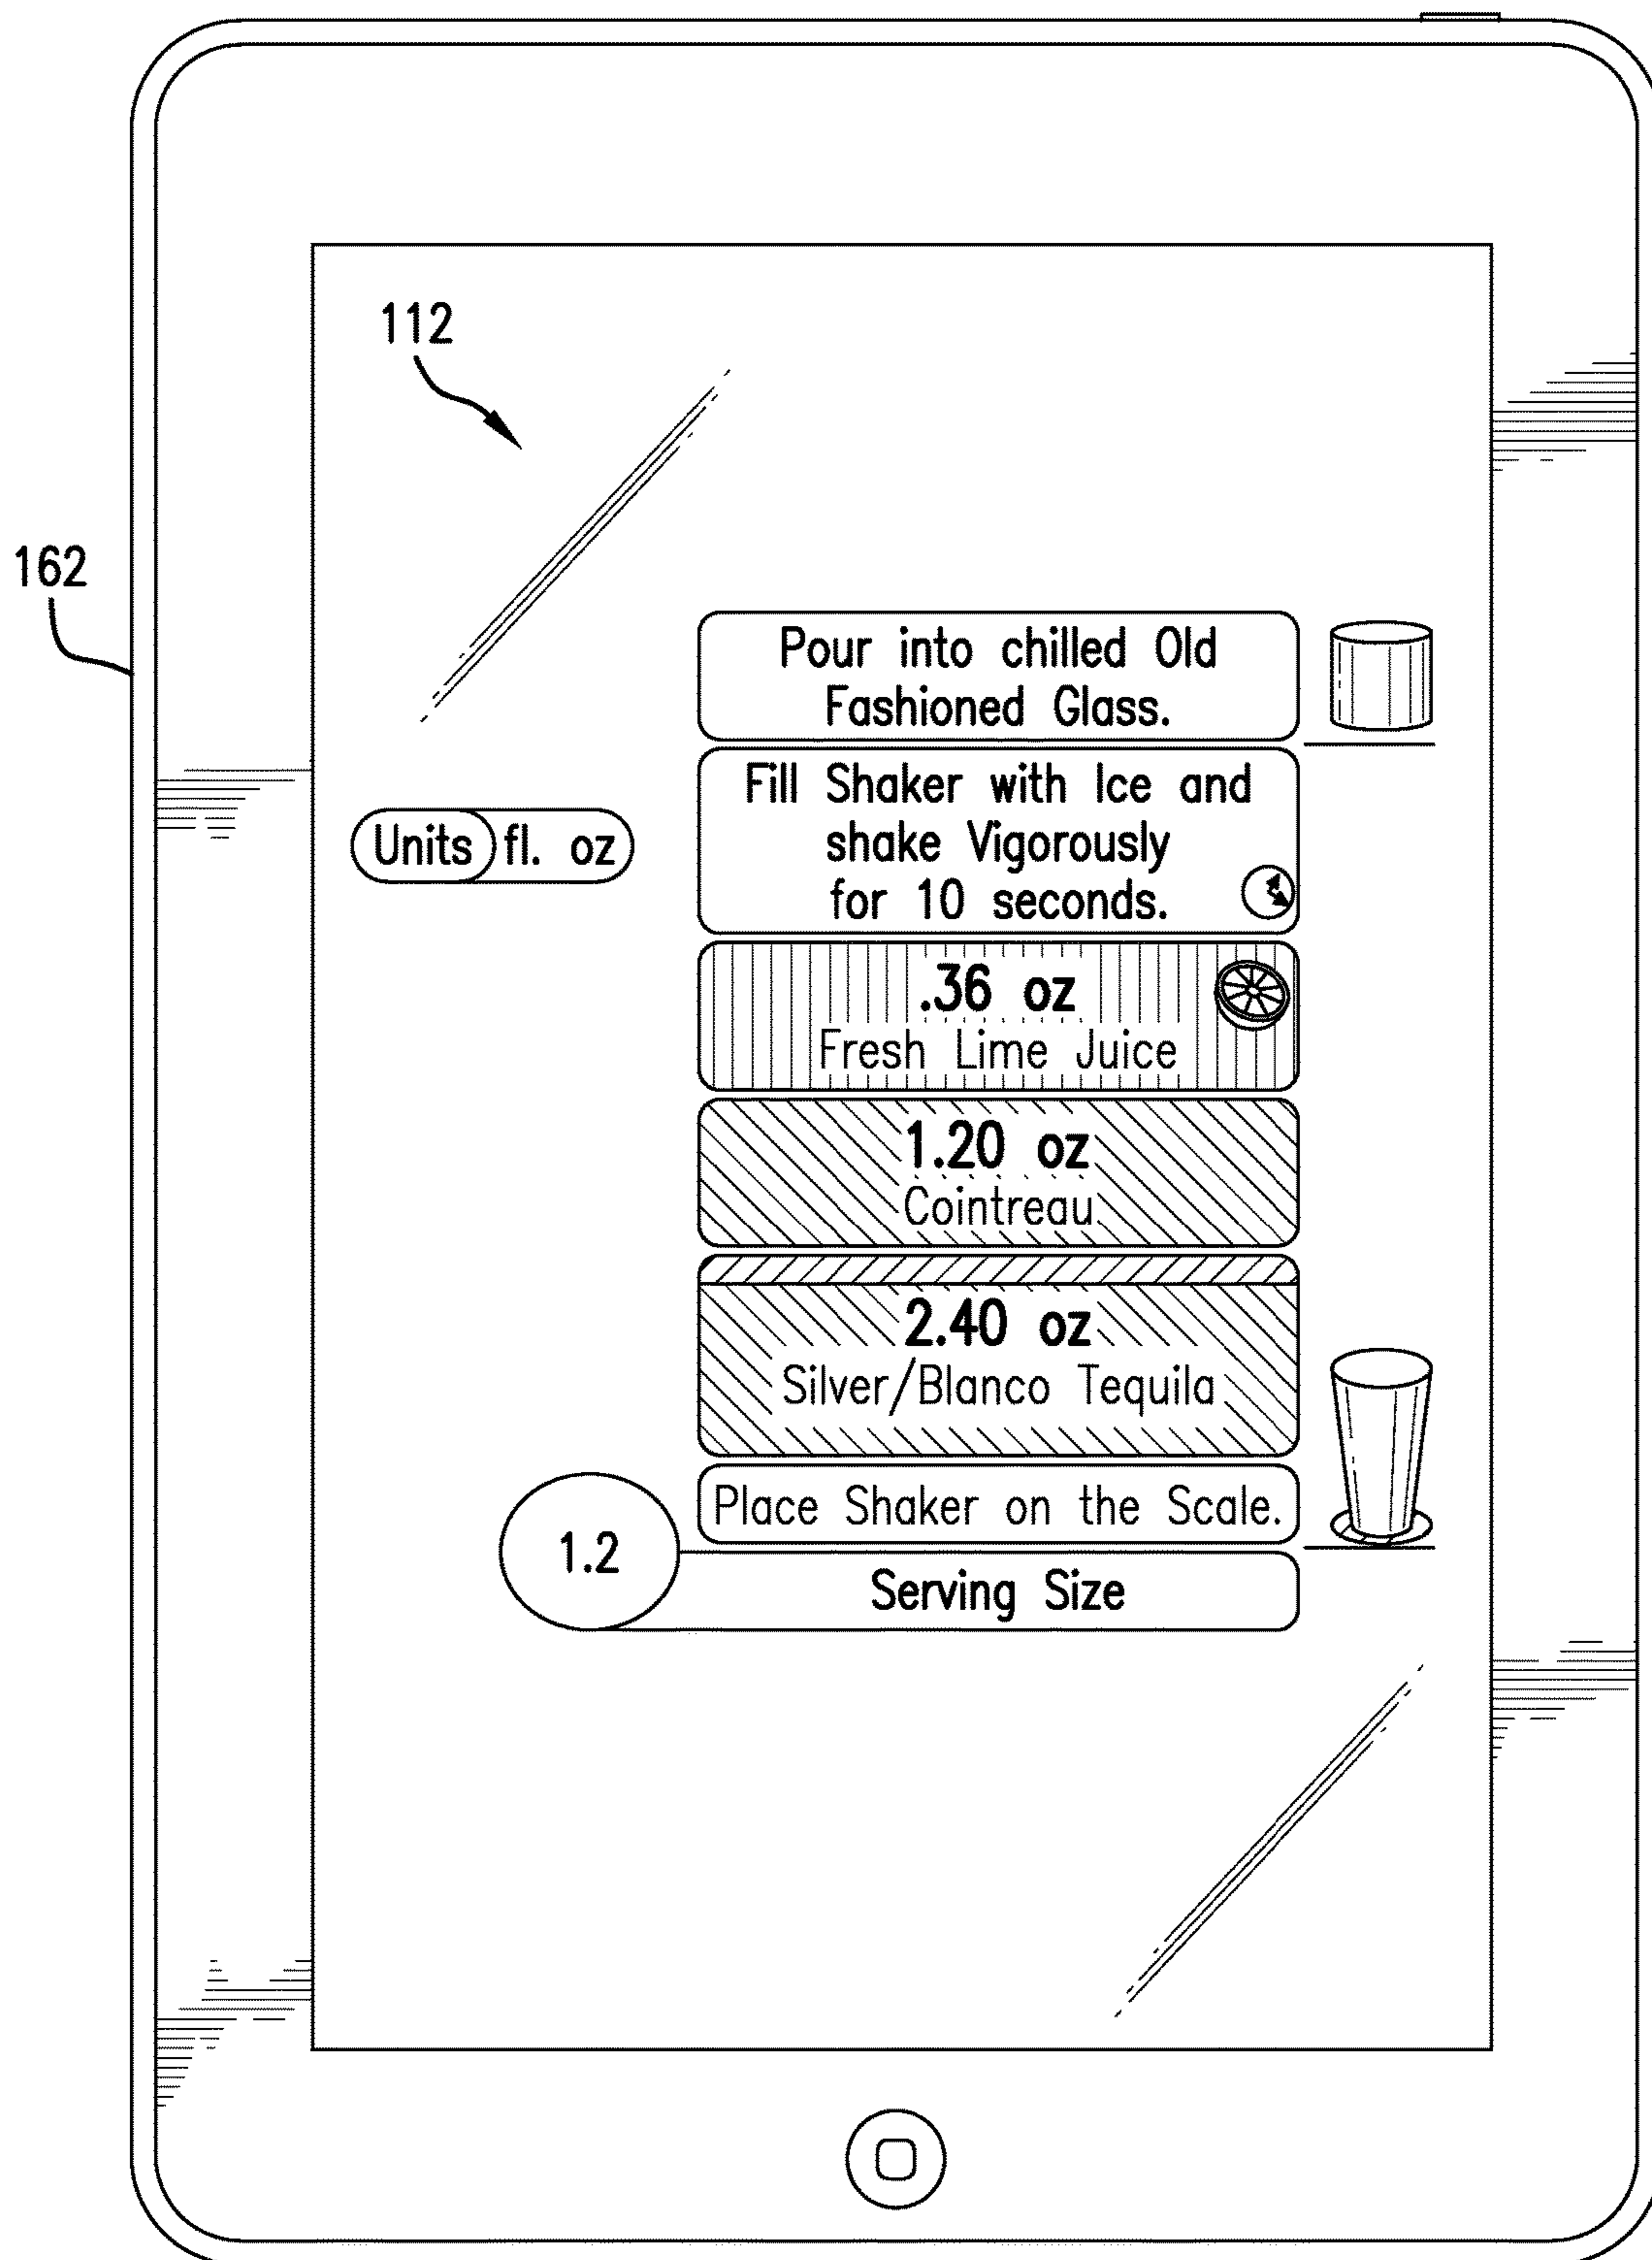 112
162
Pour into chilled Old
Fashioned Glass.
Fill Shaker with Ice and
shake Vigorously
for 10 seconds.
Units fl. oz
.36 oz
Fresh Lime Juice
1.20 oz
Cointreau
2.40 oz
Silver/Blanco Tequila
Place Shaker on the Scale.
1.2
Serving Size